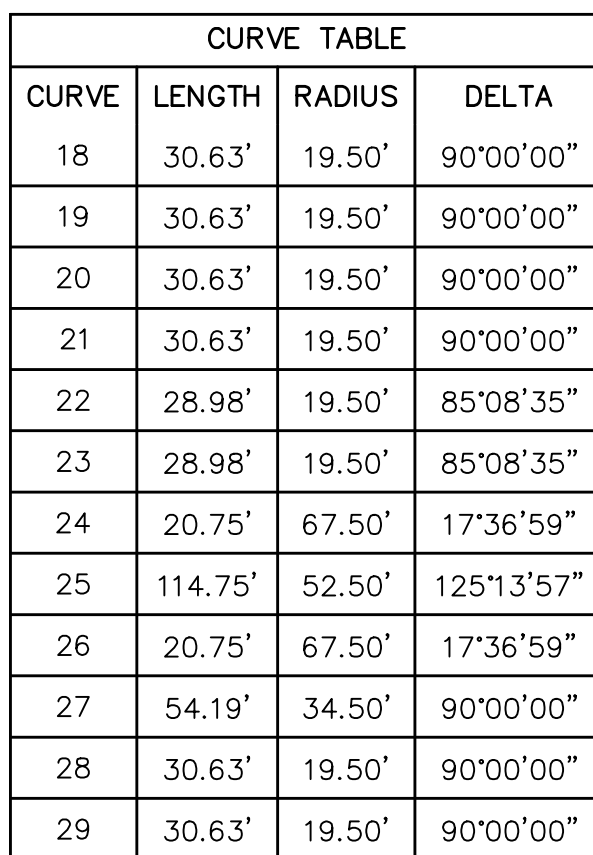 CURVE TABLE
CURVE LENGTH RADIUS DELTA
18 30.63’ 19.50’ 90°00’00”
19 30.63’ 19.50’ 90°00’00”
20 30.63’ 19.50’ 90°00’00”
21 30.63’ 19.50’ 90°00’00”
22 28.98’ 19.50’ 85°08’35”
23 28.98’ 19.50’ 85°08’35”
24 20.75’ 67.50’ 17°36’59”
25 114.75’ 52.50’ 125°13’57”
26 20.75’ 67.50’ 17°36’59”
27 54.19’ 34.50’ 90°00’00”
28 30.63’ 19.50’ 90°00’00”
29 30.63’ 19.50’ 90°00’00”